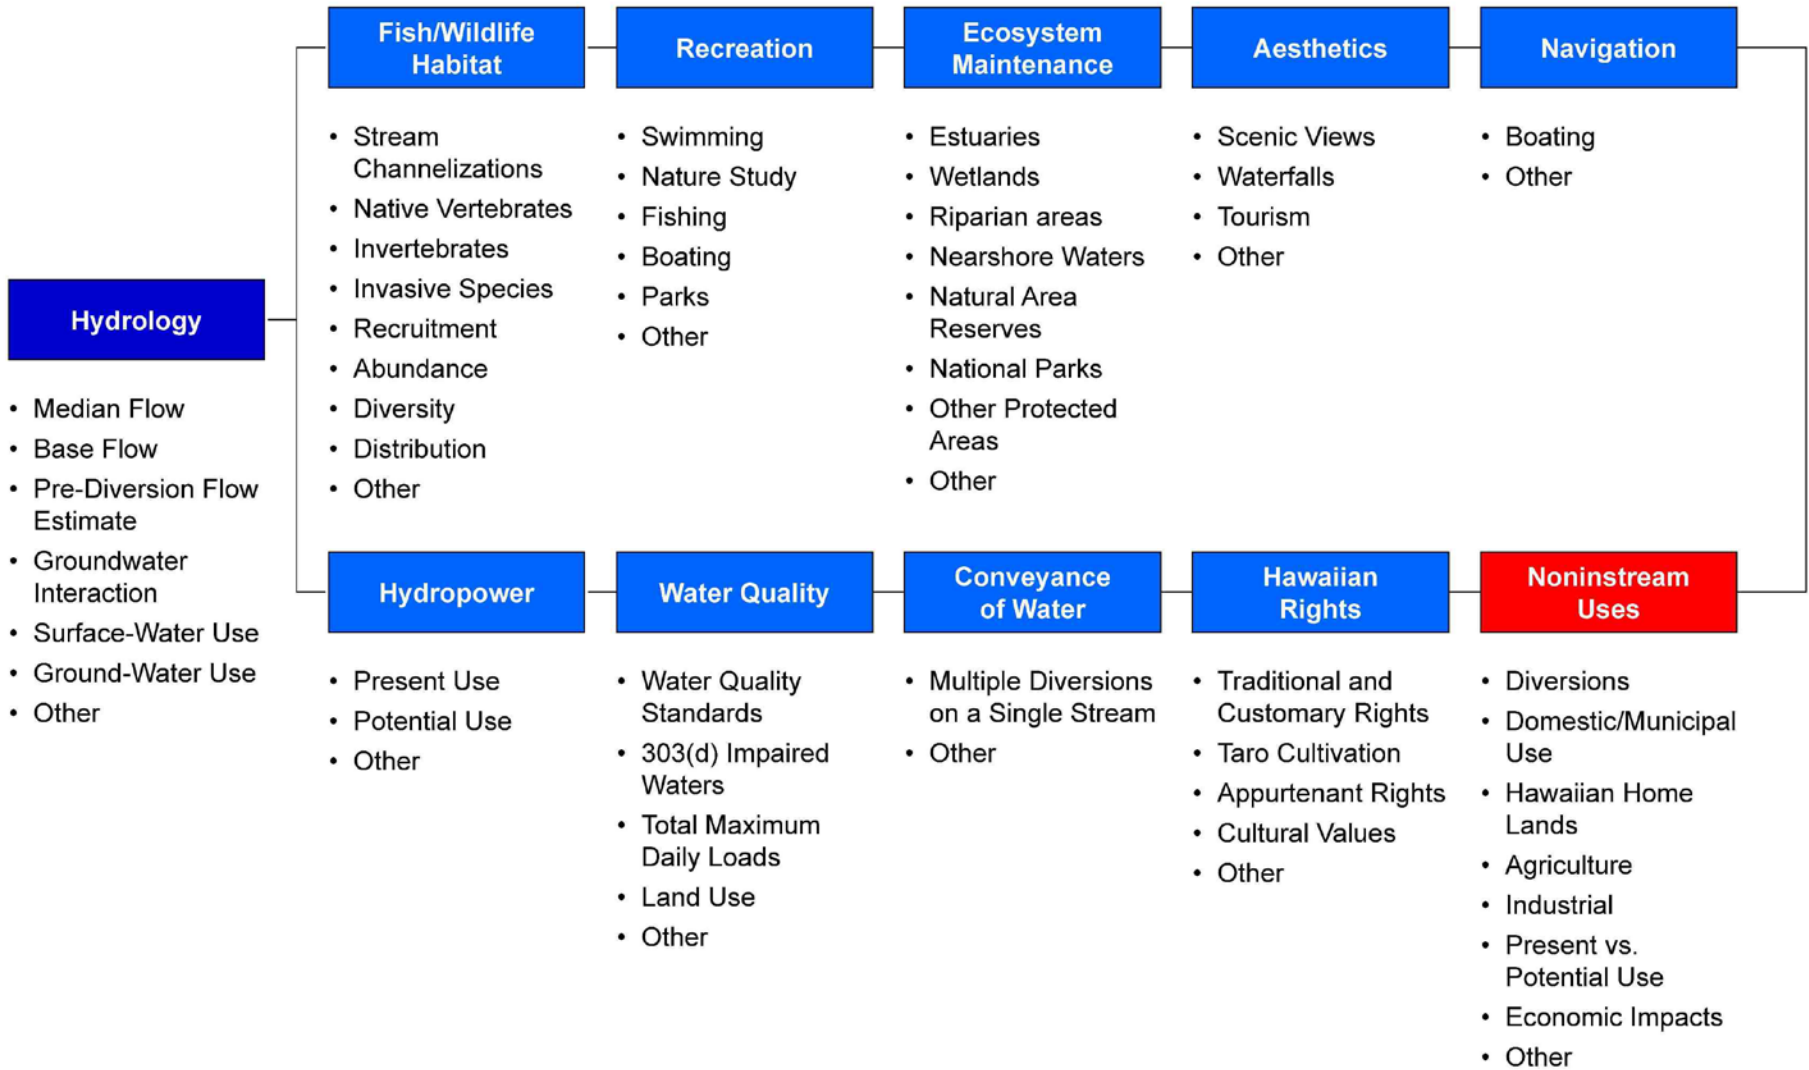 Hydrology
• Median Flow
• Base Flow
• Pre-Diversion Flow
Estimate
• Groundwater
Interaction
• Surface-Water Use
• Ground-Water Use
• Other
Fish/Wildlife
Habitat
• Stream
Channelizations
• Native Vertebrates
• Invertebrates
• Invasive Species
• Recruitment
• Abundance
• Diversity
• Distribution
• Other
Recreation
• Swimming
• Nature Study
• Fishing
• Boating
• Parks
• Other
Ecosystem
Maintenance
• Estuaries
• Wetlands
• Riparian areas
• Nearshore Waters
• Natural Area
Reserves
• National Parks
• Other Protected
Areas
• Other
Aesthetics
• Scenic Views
• Waterfalls
• Tourism
• Other
Navigation
• Boating
• Other
Hydropower
• Present Use
• Potential Use
• Other
Water Quality
• Water Quality
Standards
• 303(d) Impaired
Waters
• Total Maximum
Daily Loads
• Land Use
• Other
Conveyance
of Water
• Multiple Diversions
on a Single Stream
• Other
Hawaiian
Rights
• Traditional and
Customary Rights
• Taro Cultivation
• Appurtenant Rights
• Cultural Values
• Other
Noninstream
Uses
• Diversions
• Domestic/Municipal
Use
• Hawaiian Home
Lands
• Agriculture
• Industrial
• Present vs.
Potential Use
• Economic Impacts
• Other